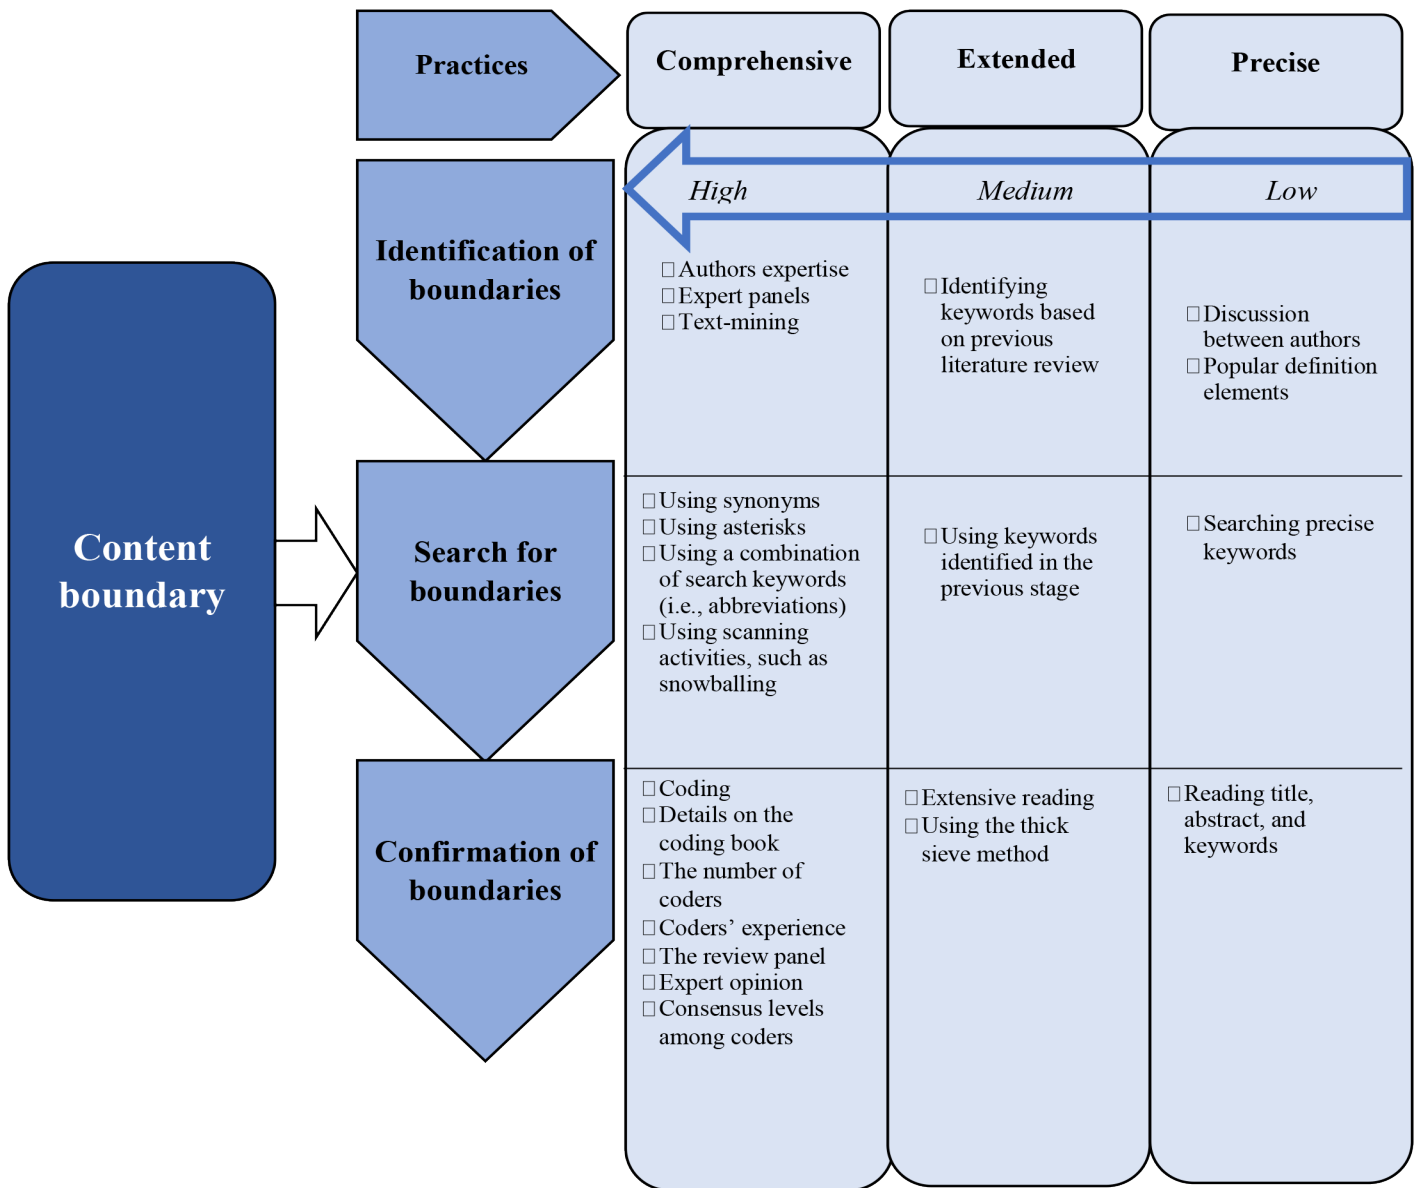 Practices
Comprehensive
Extended
Precise
High
Medium
Low
Content
boundary
Identification of
boundaries
□ Authors expertise
□ Expert panels
□ Text-mining
□ Identifying
keywords based
on previous
literature review
□ Discussion
between authors
□ Popular definition
elements
Search for
boundaries
□ Using synonyms
□ Using asterisks
□ Using a combination
of search keywords
(i.e., abbreviations)
□ Using scanning
activities, such as
snowballing
□ Using keywords
identified in the
previous stage
□ Searching precise
keywords
Confirmation of
boundaries
□ Coding
□ Details on the
coding book
□ The number of
coders
□ Coders’ experience
□ The review panel
□ Expert opinion
□ Consensus levels
among coders
□ Extensive reading
□ Using the thick
sieve method
□ Reading title,
abstract, and
keywords